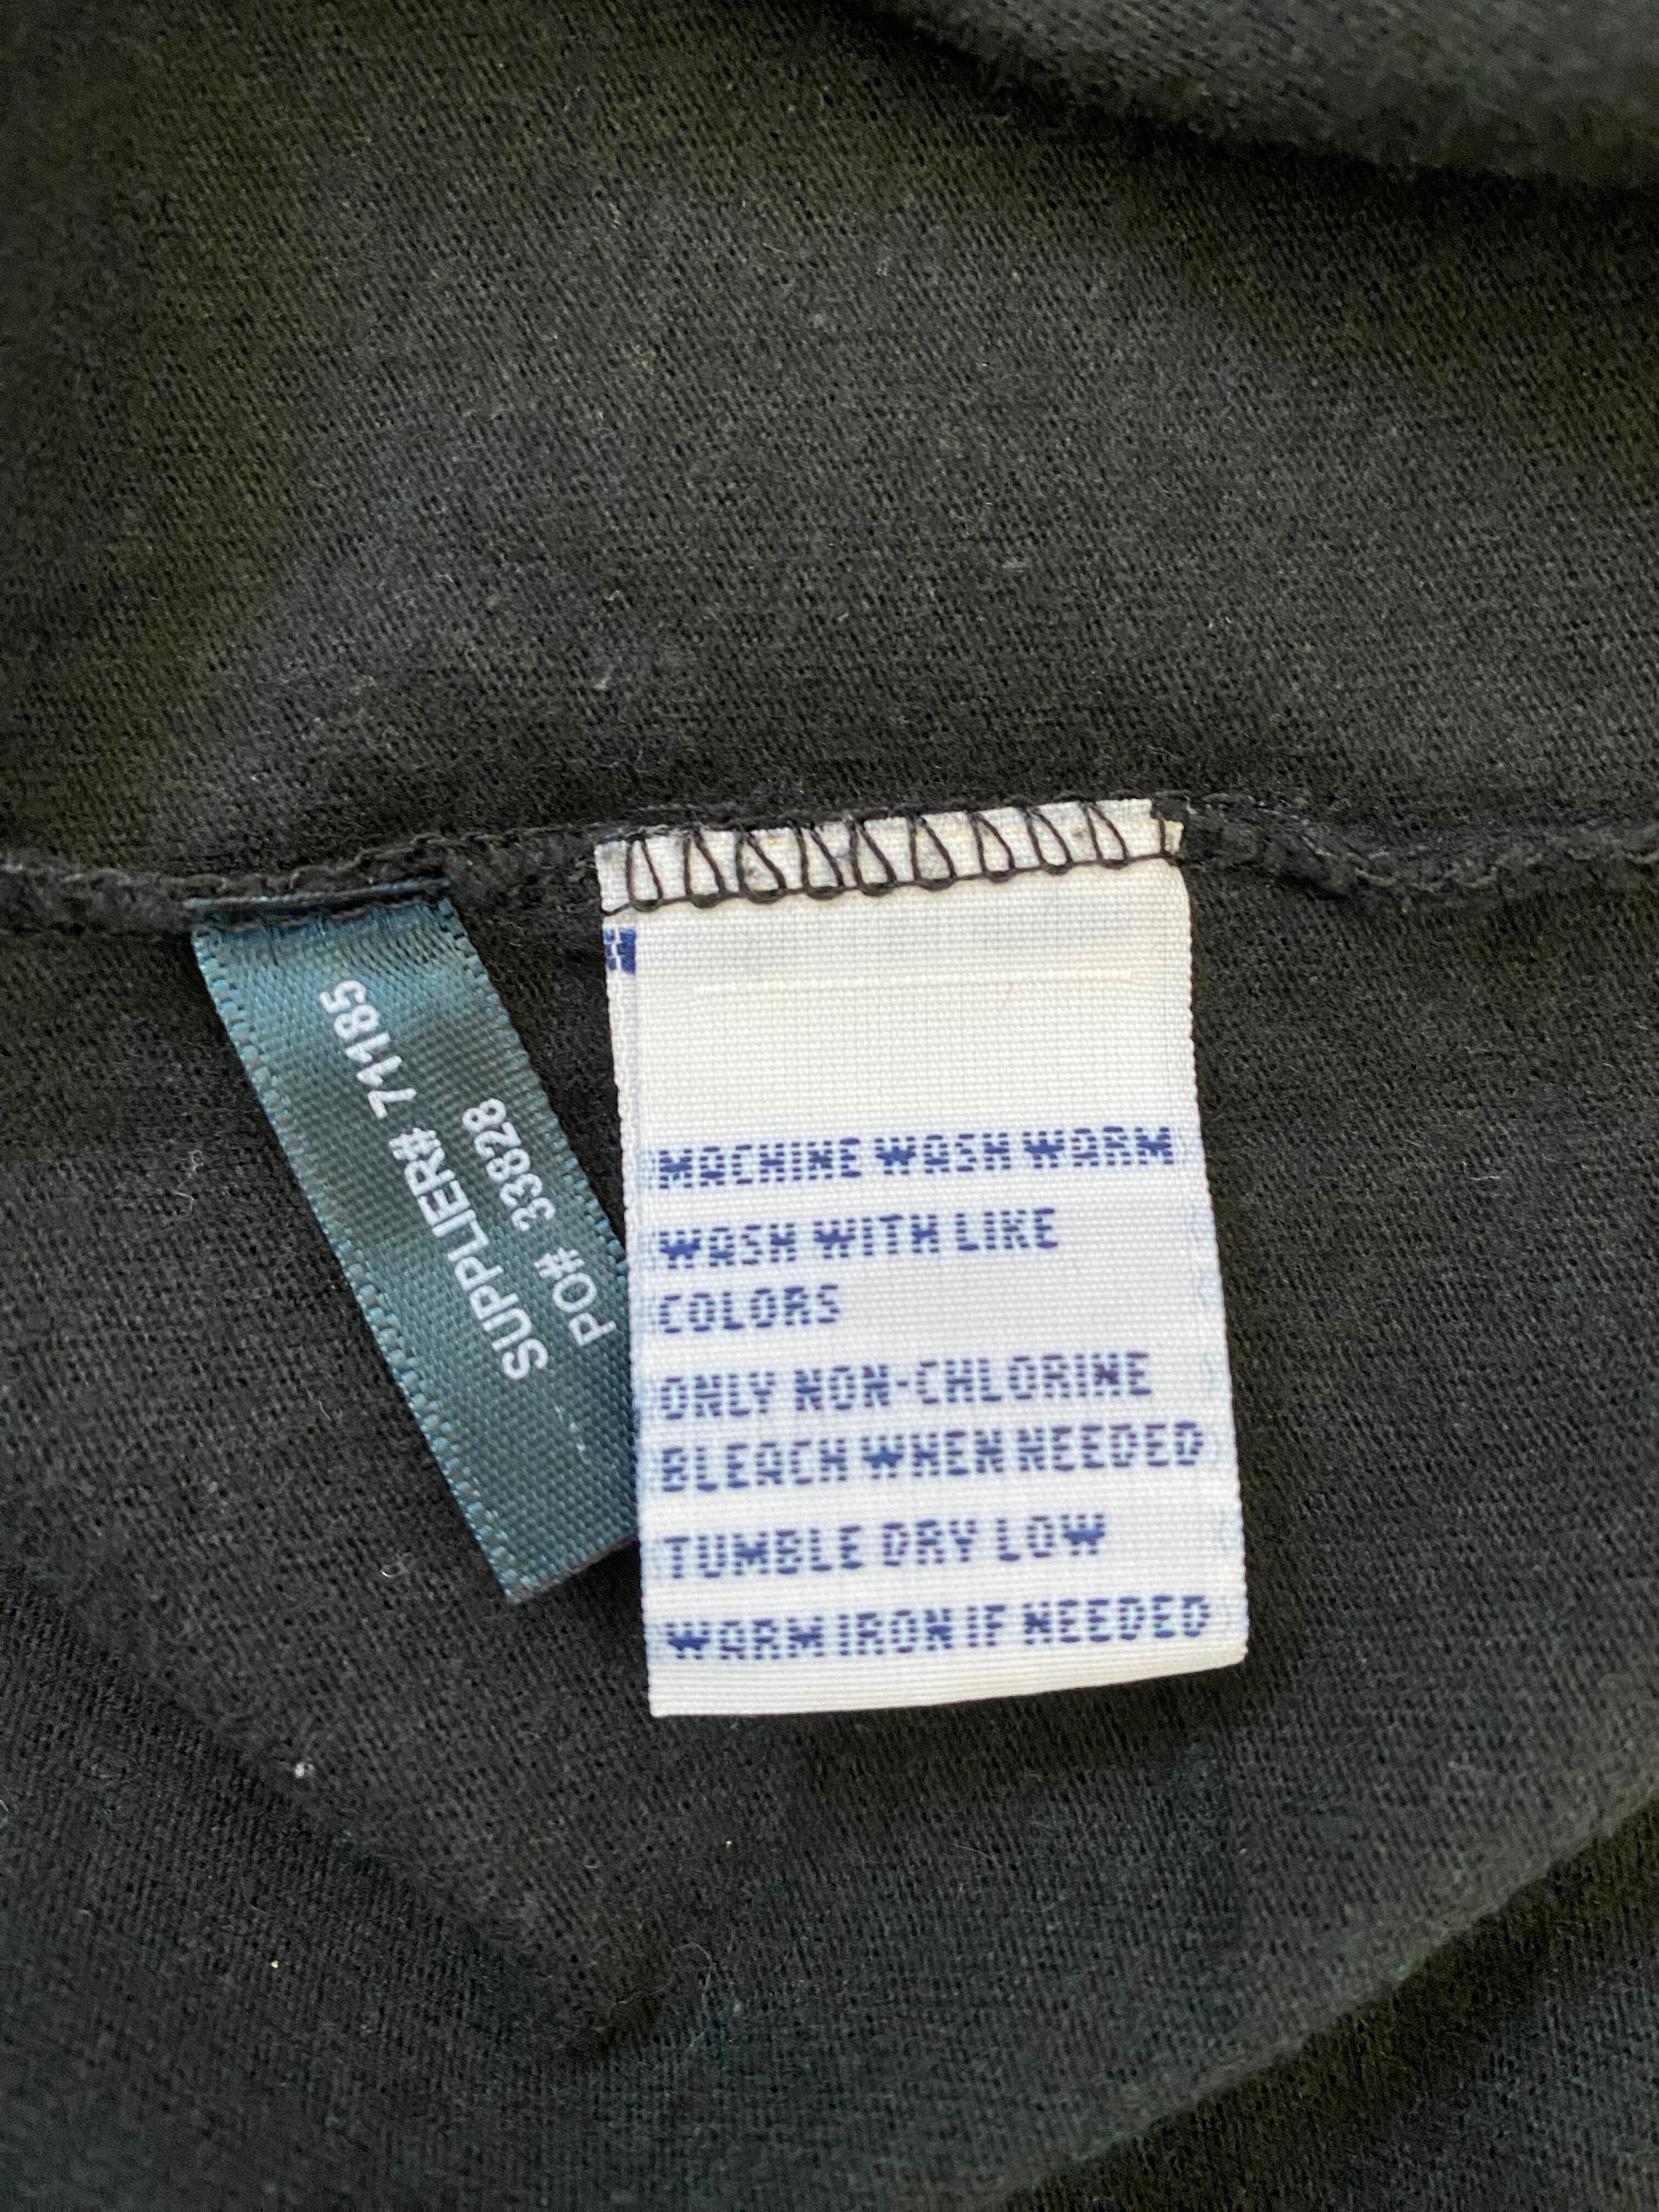 SUPPLIER# 71185
PO# 33828
MACHINE WASH WARM
WASH WITH LIKE
COLORS
ONLY NON-CHLORINE
BLEACH WHEN NEEDED
TUMBLE DRY LOW
WARM IRON IF NEEDED